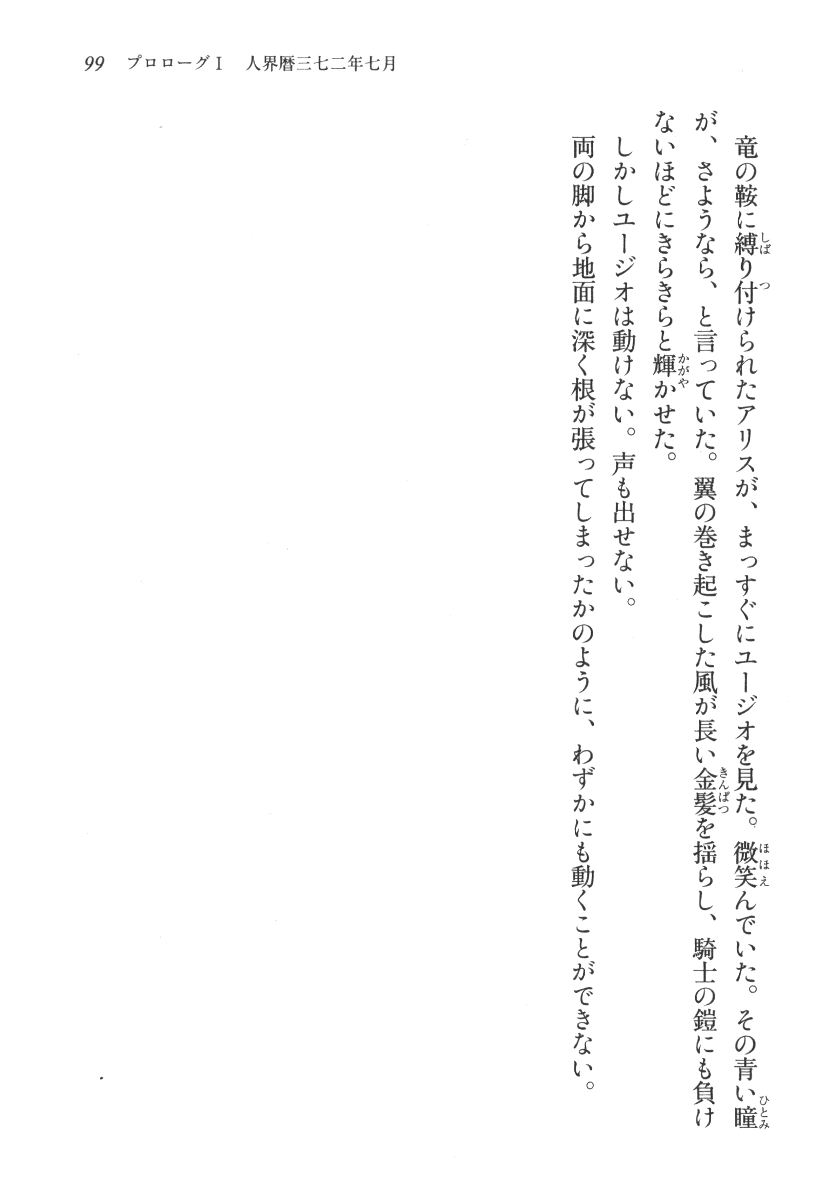 99 プロローグⅠ 人界暦三七二年七月
竜の鞍に縛り付けられたアリスが、まっすぐにユージオを見た。微笑んでいた。その青い瞳
が、さようなら、と言っていた。翼の巻き起こした風が長い金髪を揺らし、騎士の鎧にも負け
ないほどにきらきらと輝かせた。
しかしユージオは動けない。声も出せない。
両の脚から地面に深く根が張ってしまったかのように、わずかにも動くことができない。